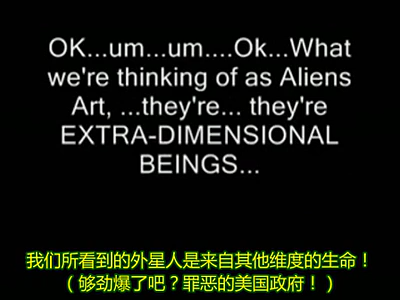 OK...um...um....Ok...What
we're thinking of as Aliens
Art, ...they're... they're
EXTRA-DIMENSIONAL
BEINGS...
我们所看到的外星人是来自其他维度的生命！
（够劲爆了吧？罪恶的美国政府！）